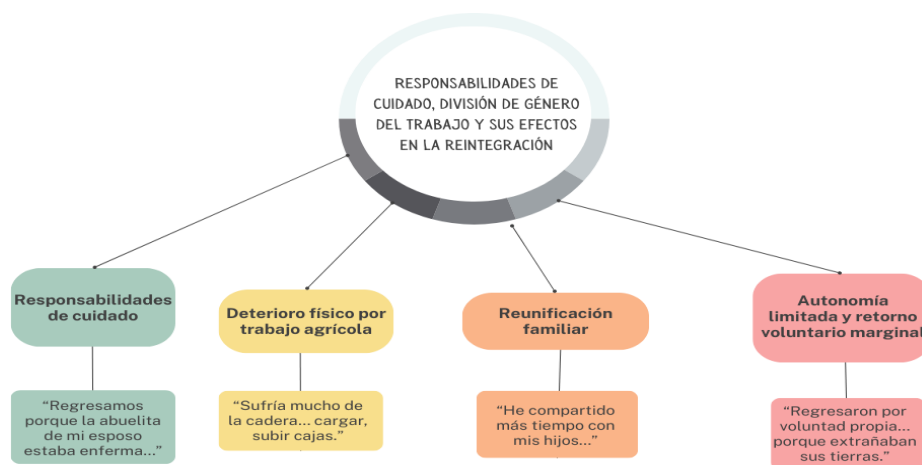 RESPONSABILIDADES DE
CUIDADO, DIVISIÓN DE GÉNERO
DEL TRABAJO Y SUS EFECTOS
EN LA REINTEGRACIÓN
Responsabilidades
de cuidado
Deterioro físico por
trabajo agrícola
Reunificación
familiar
Autonomía
limitada y retorno
voluntario marginal
“Regresamos
porque la abuelita
de mi esposo
estaba enferma...”
“Sufría mucho de
la cadera... cargar,
subir cajas.”
“He compartido
más tiempo con
mis hijos...”
“Regresaron por
voluntad propia...
porque extrañaban
sus tierras.”